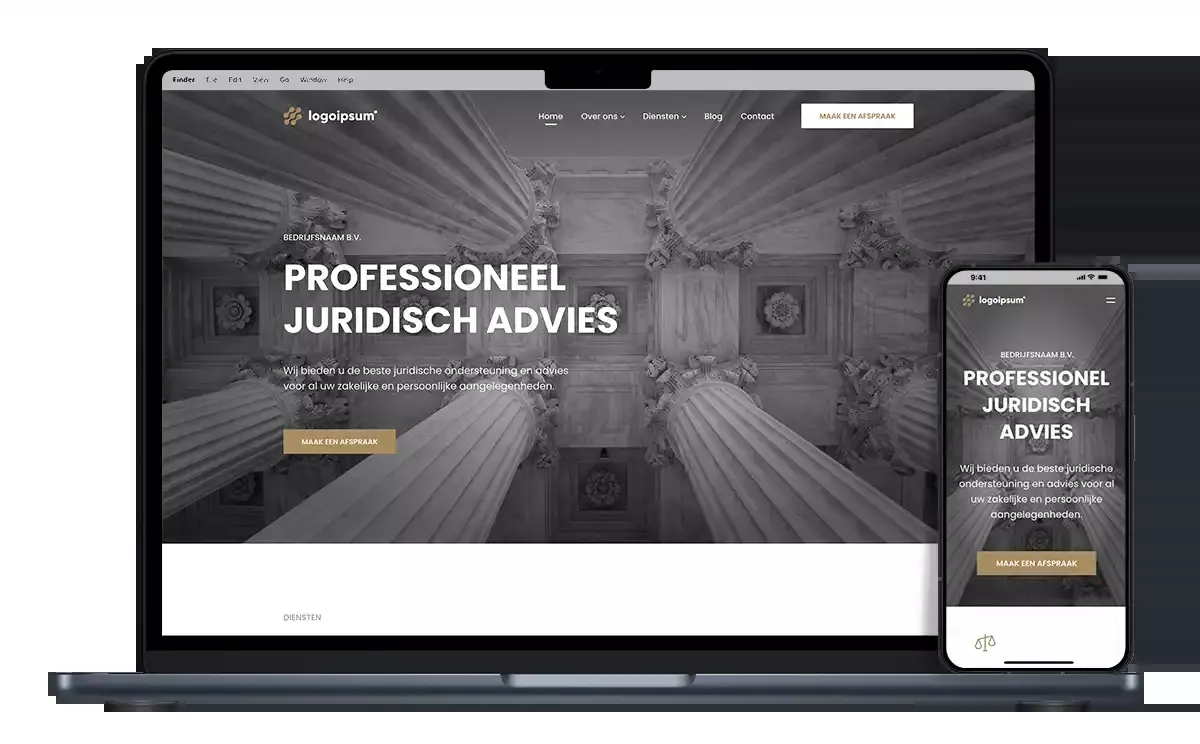 Finder File Edit View Go Window Help
logoipsum
Home Over ons Diensten Blog Contact MAAK EEN AFSPRAAK
BEDRIJFSNAAM B.V.
PROFESSIONEEL
JURIDISCH ADVIES
Wij bieden u de beste juridische ondersteuning en advies
voor al uw zakelijke en persoonlijke aangelegenheden.
MAAK EEN AFSPRAAK
DIENSTEN
9:41
logoipsum
BEDRIJFSNAAM B.V.
PROFESSIONEL
JURIDISCH
ADVIES
Wij bieden u de beste juridische
ondersteuning en advies voor al
uw zakelijke en persoonlijke
aangelegenheden.
MAAK EEN AFSPRAAK